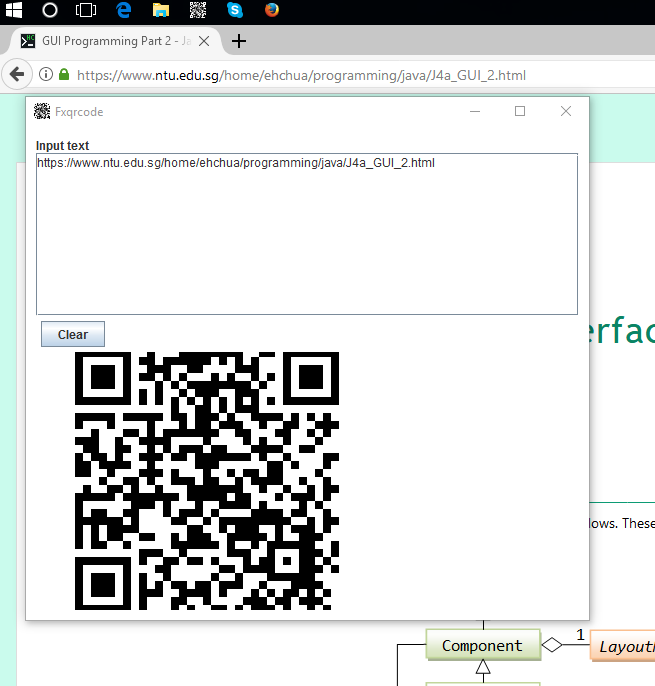 GUI Programming Part 2 - Ja
https://www.ntu.edu.sg/home/ehchua/programming/java/J4a_GUI_2.html
Fxqrcode
Input text
https://www.ntu.edu.sg/home/ehchua/programming/java/J4a_GUI_2.html
Clear
erfac
lows. These
1
Component
Layout